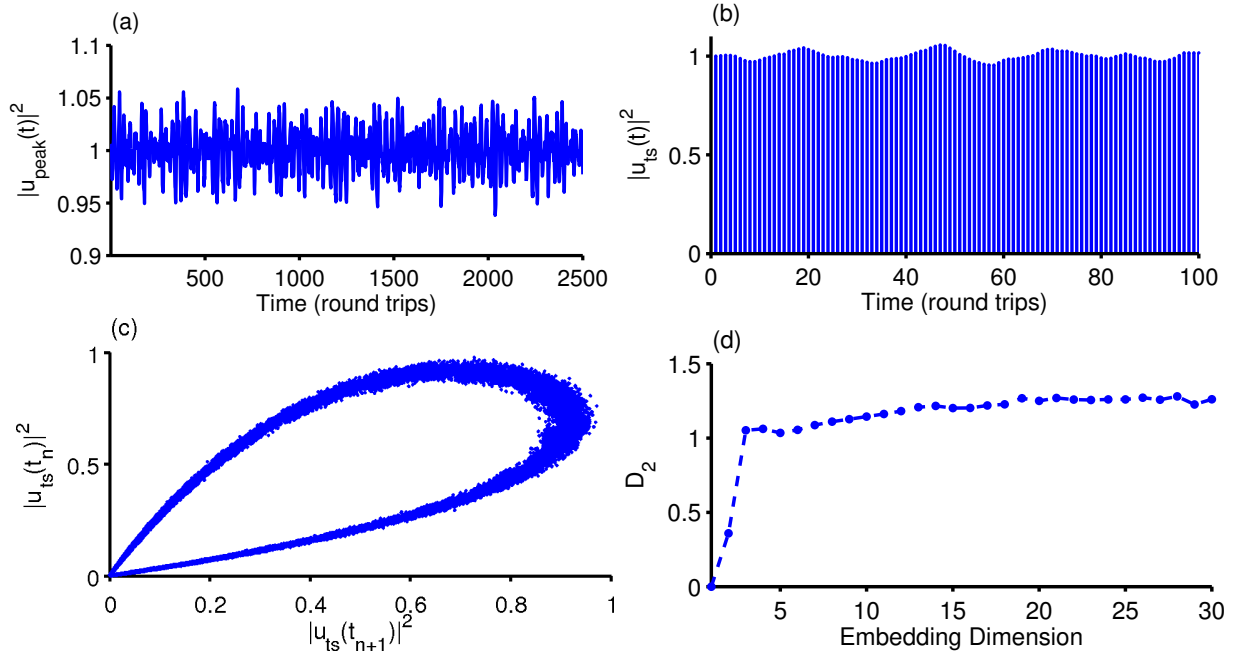 (a)
1.1
1.05
1
0.95
0.9
|u_peak(t)|^2
500 1000 1500 2000 2500
Time (round trips)
(b)
1
0.5
0
|u_ts(t)|^2
0 20 40 60 80 100
Time (round trips)
(c)
1
0.5
0
|u_ts(t_n)|^2
0 0.2 0.4 0.6 0.8 1
|u_ts(t_{n+1})|^2
(d)
1.5
1
0.5
0
D_2
5 10 15 20 25 30
Embedding Dimension